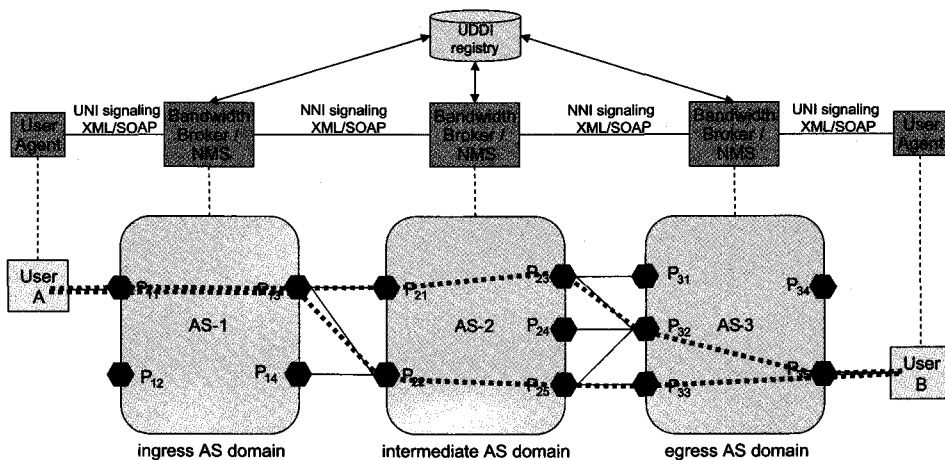 UDDI
registry
UNI signaling
XML/SOAP
NNI signaling
XML/SOAP
NNI signaling
XML/SOAP
UNI signaling
XML/SOAP
User
Agent
Bandwidth
Broker /
NMS
Bandwidth
Broker /
NMS
Bandwidth
Broker /
NMS
User
Agent
User
A
P11
P13
P21
P23
P31
P34
AS-1
AS-2
P24
P32
AS-3
P12
P14
P22
P25
P33
User
B
ingress AS domain
intermediate AS domain
egress AS domain